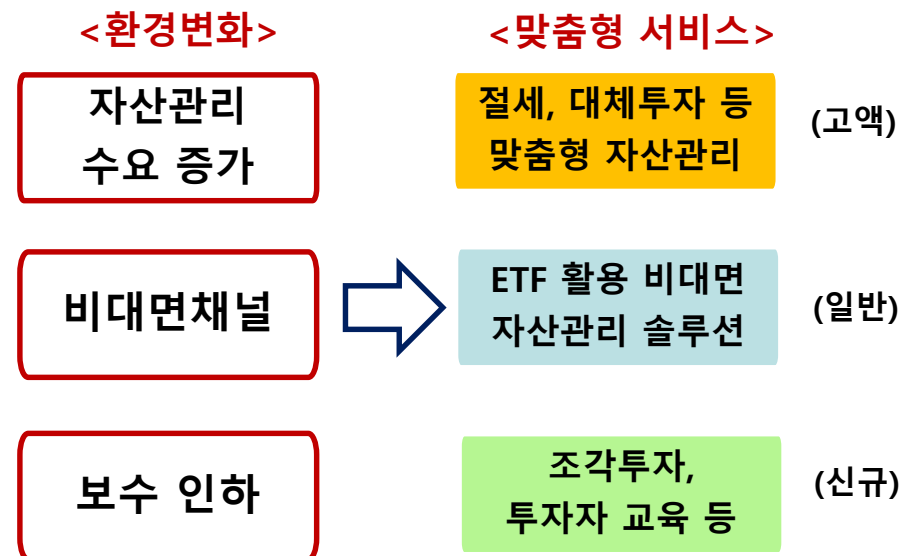 <환경변화>
<맞춤형 서비스>
자산관리
수요 증가
절세, 대체투자 등
맞춤형 자산관리
(고액)
비대면채널
ETF 활용 비대면
자산관리 솔루션
(일반)
보수 인하
조각투자,
투자자 교육 등
(신규)